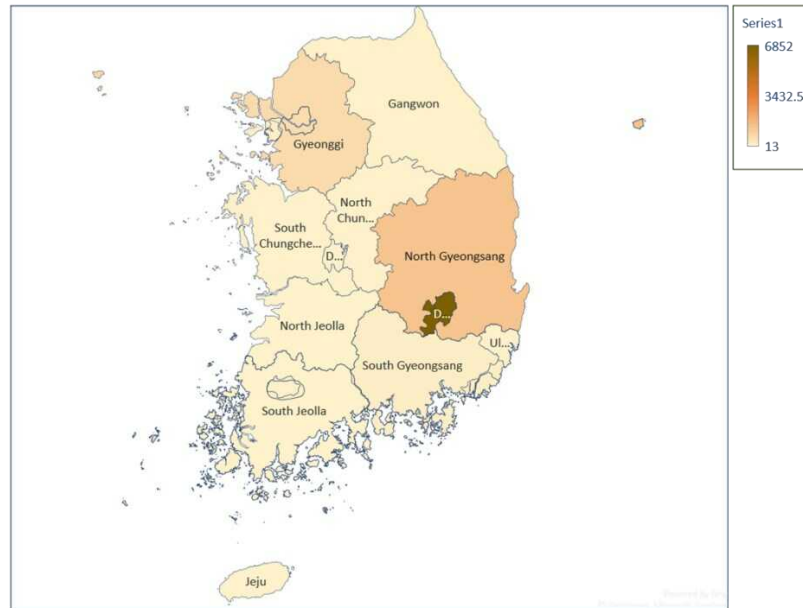 Series1
6852
3432.5
13
Gangwon
Gyeonggi
North
Chun...
South
Chungche...
D...
North Gyeongsang
D...
North Jeolla
Ul...
South Gyeongsang
South Jeolla
Jeju